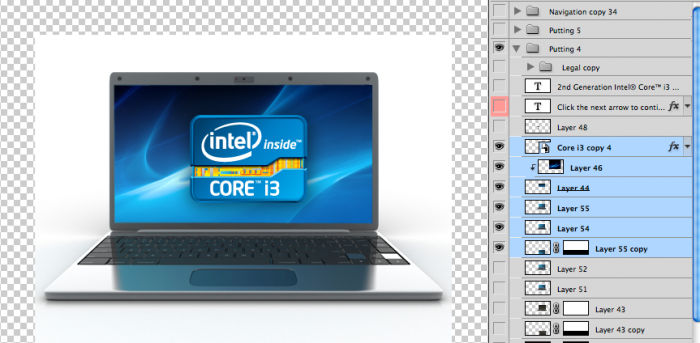 intel inside™
CORE™ i3
Navigation copy 34
Putting 5
Putting 4
Legal copy
T
2nd Generation Intel® Core™ i3 ...
T
Click the next arrow to conti...
fx
Layer 48
Core i3 copy 4
fx
Layer 46
Layer 44
Layer 55
Layer 54
Layer 55 copy
Layer 52
Layer 51
Layer 43
Layer 43 copy